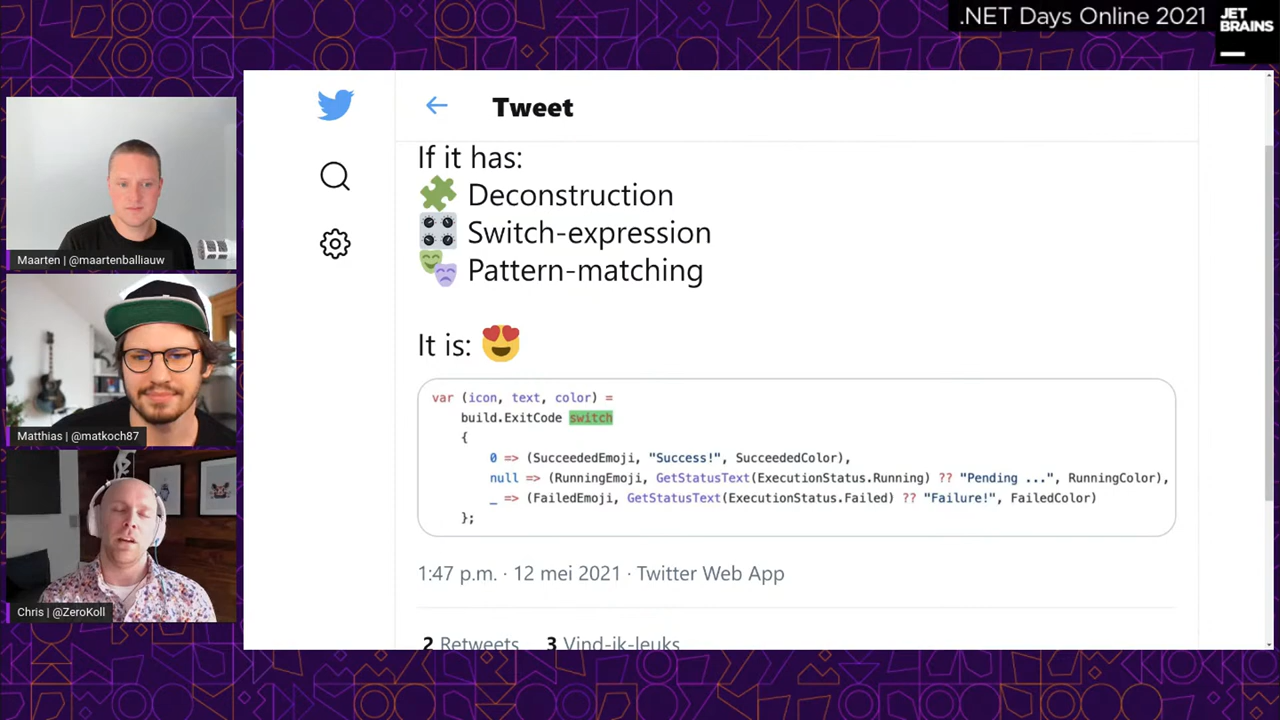 .NET Days Online 2021
JET
BRAINS
Tweet
If it has:
Deconstruction
Switch-expression
Pattern-matching
It is:
var (icon, text, color) =
build.ExitCode switch
{
0 => (SucceededEmoji, "Success!", SucceededColor),
null => (RunningEmoji, GetStatusText(ExecutionStatus.Running) ?? "Pending ...", RunningColor),
_ => (FailedEmoji, GetStatusText(ExecutionStatus.Failed) ?? "Failure!", FailedColor)
};
1:47 p.m. · 12 mei 2021 · Twitter Web App
2 Retweets 3 Vind-ik-leuks
Maarten | @maartenballiauw
Matthias | @matkoch87
Chris | @ZeroKoll